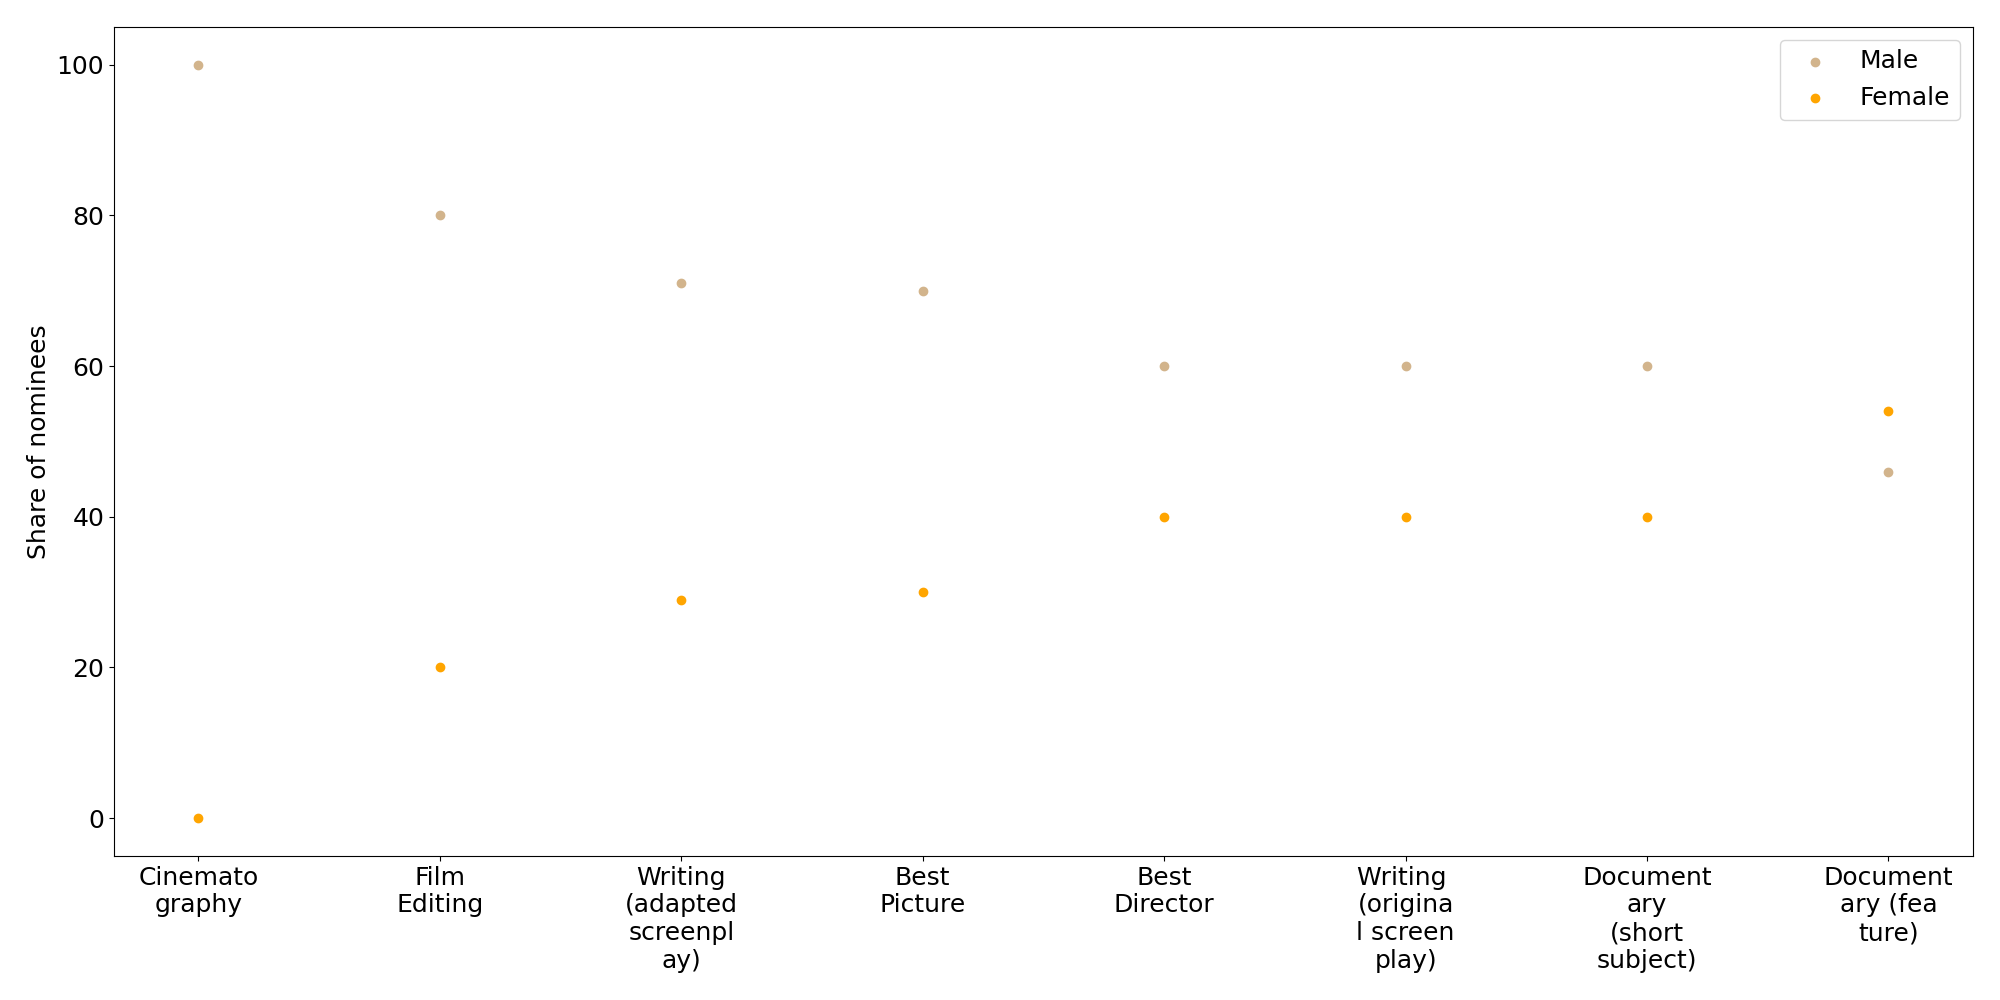 Male
Female
Share of nominees
100
80
60
40
20
0
Cinemato
graphy
Film
Editing
Writing
(adapted
screenpl
ay)
Best
Picture
Best
Director
Writing
(origina
l screen
play)
Document
ary
(short
subject)
Document
ary (fea
ture)